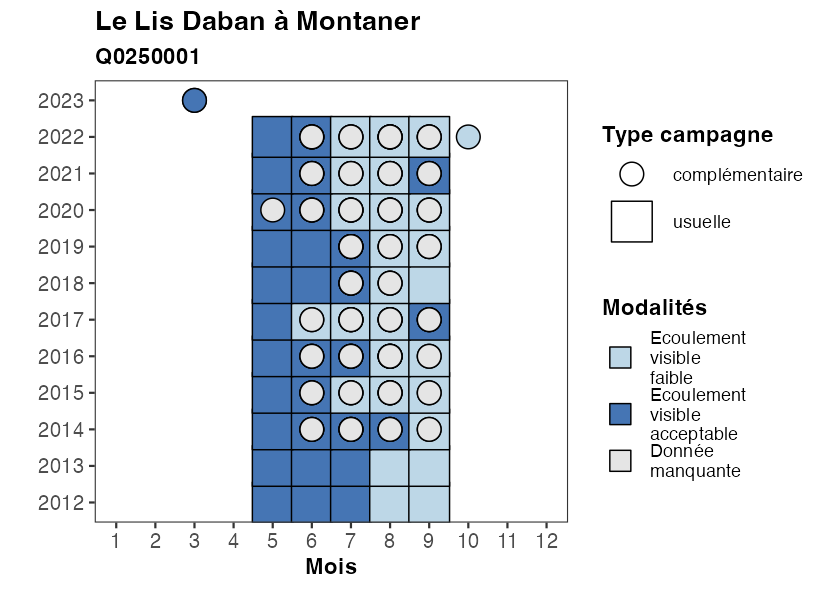 Le Lis Daban à Montaner
Q0250001
2023
2022
2021
2020
2019
2018
2017
2016
2015
2014
2013
2012
1 2 3 4 5 6 7 8 9 10 11 12
Mois
Type campagne
complémentaire
usuelle
Modalités
Ecoulement
visible
faible
Ecoulement
visible
acceptable
Donnée
manquante